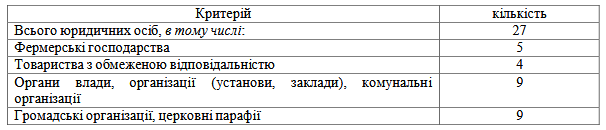 Критерій кількість
Всього юридичних осіб, в тому числі: 27
Фермерські господарства 5
Товариства з обмеженою відповідальністю 4
Органи влади, організації (установи, заклади), комунальні 9
організації
Громадські організації, церковні парафії 9